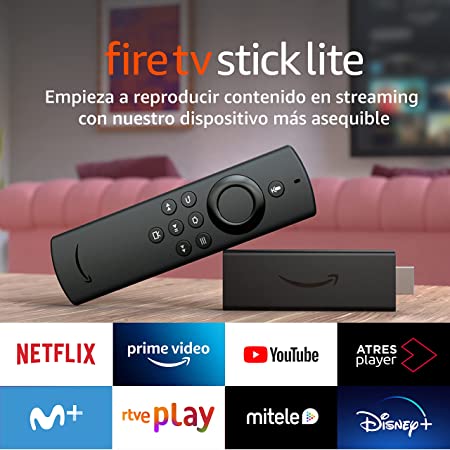 fire tv stick lite
Empieza a reproducir contenido en streaming
con nuestro dispositivo más asequible
NETFLIX
prime video
YouTube
ATRES
player
M+
rtve play
mitele
Disney+